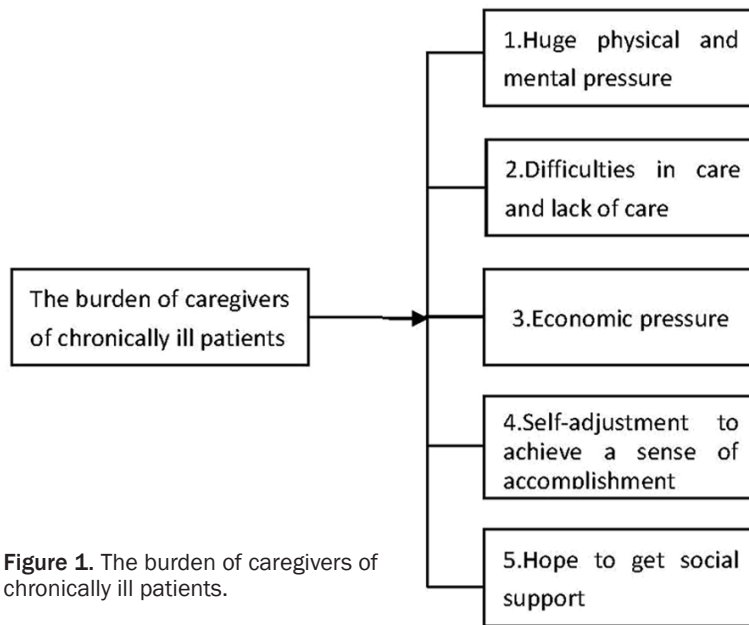 1.Huge physical and
mental pressure
2.Difficulties in care
and lack of care
The burden of caregivers
of chronically ill patients
3.Economic pressure
4.Self-adjustment to
achieve a sense of
accomplishment
5.Hope to get social
support
Figure 1. The burden of caregivers of
chronically ill patients.